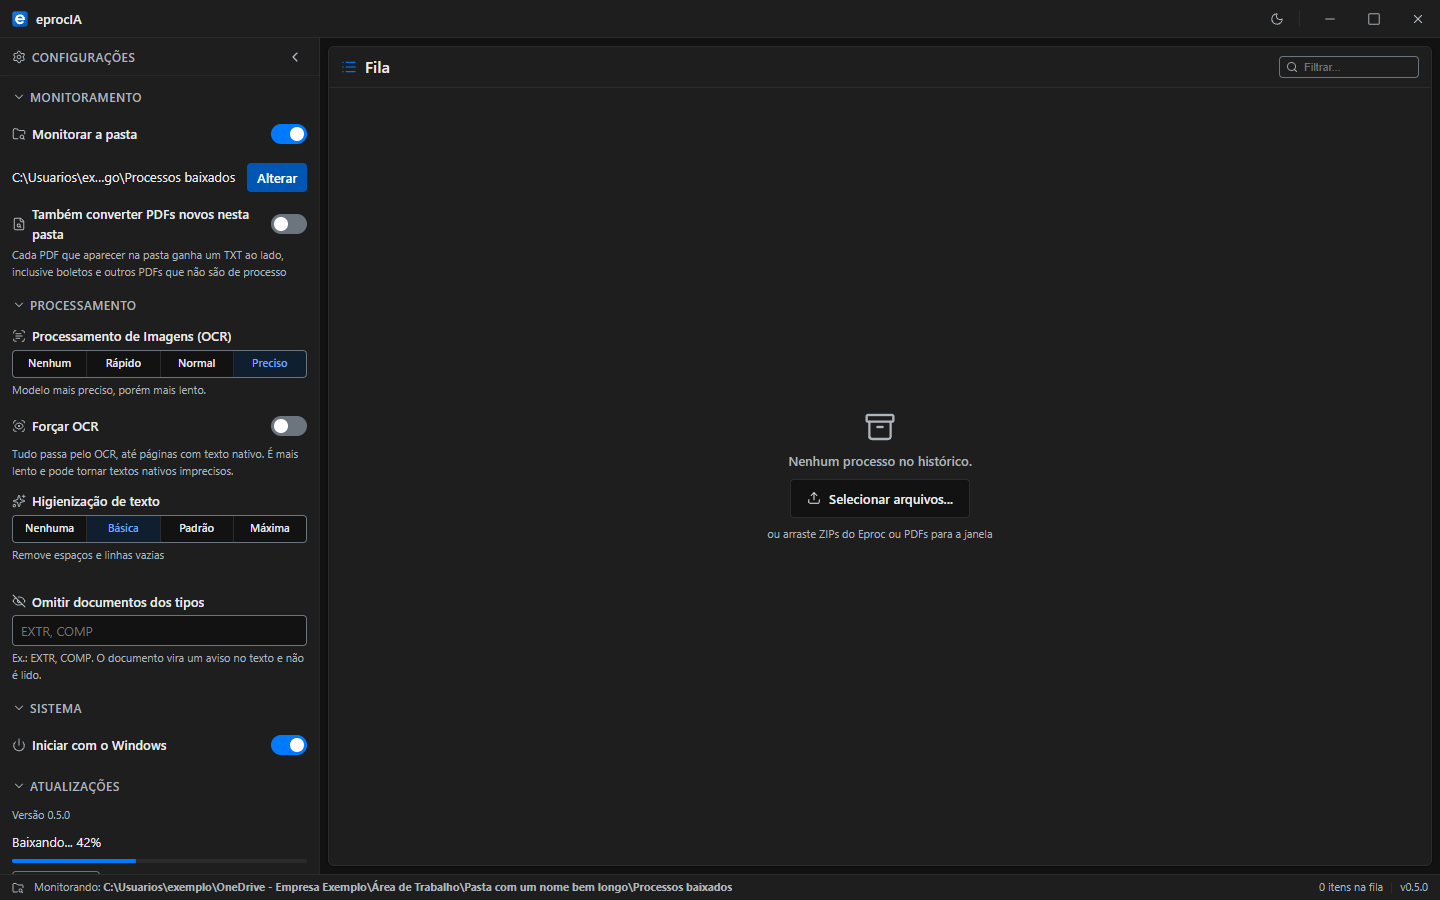 eprocIA
CONFIGURAÇÕES
MONITORAMENTO
Monitorar a pasta
C:\Usuarios\ex...go\Processos baixados
Alterar
Também converter PDFs novos nesta
pasta
Cada PDF que aparecer na pasta ganha um TXT ao lado,
inclusive boletos e outros PDFs que não são de processo
PROCESSAMENTO
Processamento de Imagens (OCR)
Nenhum Rápido Normal Preciso
Modelo mais preciso, porém mais lento.
Forçar OCR
Tudo passa pelo OCR, até páginas com texto nativo. É mais
lento e pode tornar textos nativos imprecisos.
Higienização de texto
Nenhuma Básica Padrão Máxima
Remove espaços e linhas vazias
Omitir documentos dos tipos
EXTR, COMP
Ex.: EXTR, COMP. O documento vira um aviso no texto e não
é lido.
SISTEMA
Iniciar com o Windows
ATUALIZAÇÕES
Versão 0.5.0
Baixando... 42%
Fila
Filtrar...
Nenhum processo no histórico.
Selecionar arquivos...
ou arraste ZIPs do Eproc ou PDFs para a janela
Monitorando: C:\Usuarios\exemplo\OneDrive - Empresa Exemplo\Área de Trabalho\Pasta com um nome bem longo\Processos baixados
0 itens na fila
v0.5.0